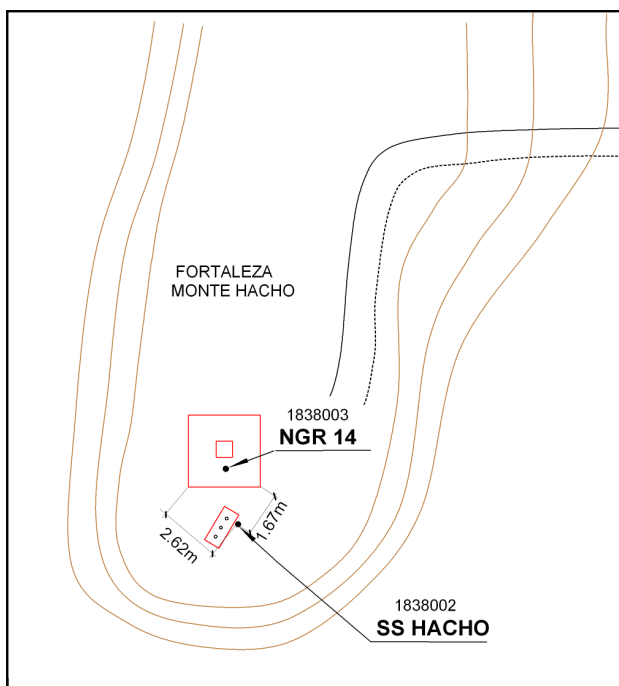 FORTALEZA
MONTE HACHO
1838003
NGR 14
2.62m
1.67m
1838002
SS HACHO